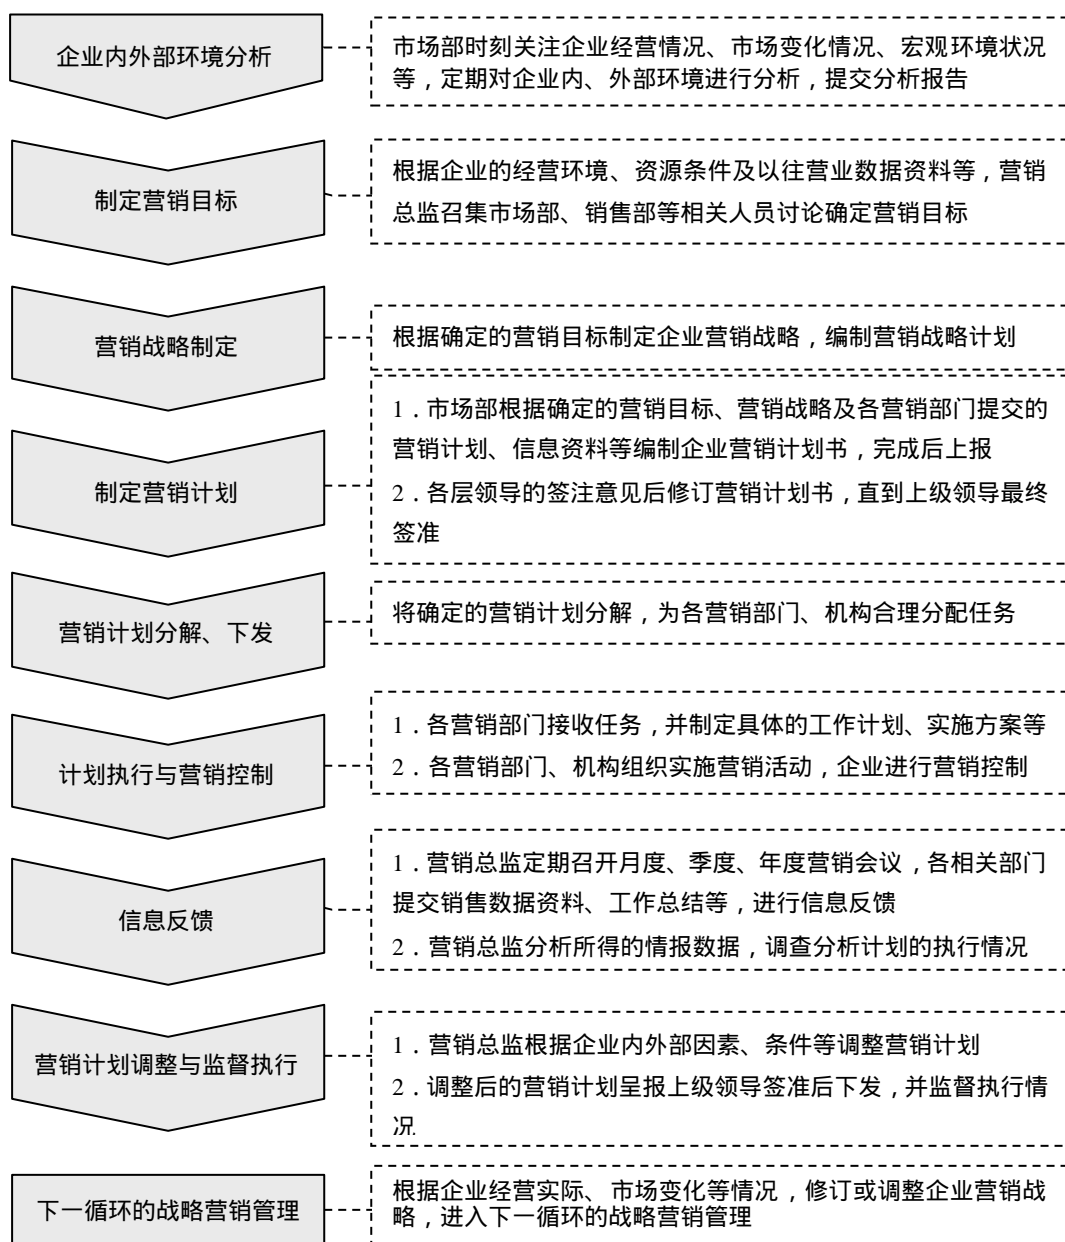 企业内外部环境分析
市场部时刻关注企业经营情况、市场变化情况、宏观环境状况
等，定期对企业内、外部环境进行分析，提交分析报告
制定营销目标
根据企业的经营环境、资源条件及以往营业数据资料等，营销
总监召集市场部、销售部等相关人员讨论确定营销目标
营销战略制定
根据确定的营销目标制定企业营销战略，编制营销战略计划
制定营销计划
1．市场部根据确定的营销目标、营销战略及各营销部门提交的
营销计划、信息资料等编制企业营销计划书，完成后上报
2．各层领导的签注意见后修订营销计划书，直到上级领导最终
签准
营销计划分解、下发
将确定的营销计划分解，为各营销部门、机构合理分配任务
计划执行与营销控制
1．各营销部门接收任务，并制定具体的工作计划、实施方案等
2．各营销部门、机构组织实施营销活动，企业进行营销控制
信息反馈
1．营销总监定期召开月度、季度、年度营销会议，各相关部门
提交销售数据资料、工作总结等，进行信息反馈
2．营销总监分析所得的情报数据，调查分析计划的执行情况
营销计划调整与监督执行
1．营销总监根据企业内外部因素、条件等调整营销计划
2．调整后的营销计划呈报上级领导签准后下发，并监督执行情
况
下一循环的战略营销管理
根据企业经营实际、市场变化等情况，修订或调整企业营销战
略，进入下一循环的战略营销管理